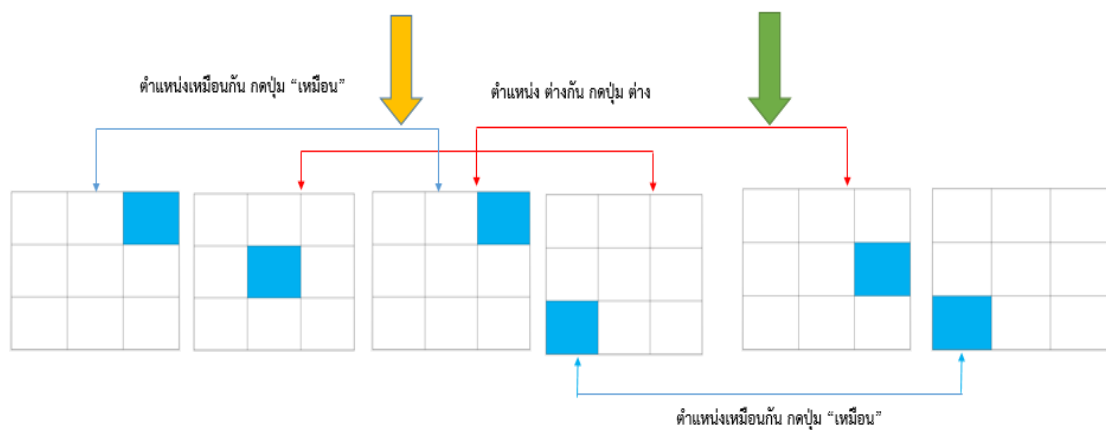 ตำแหน่งเหมือนกัน กดปุ่ม “เหมือน”
ตำแหน่ง ต่างกัน กดปุ่ม ต่าง
ตำแหน่งเหมือนกัน กดปุ่ม “เหมือน”